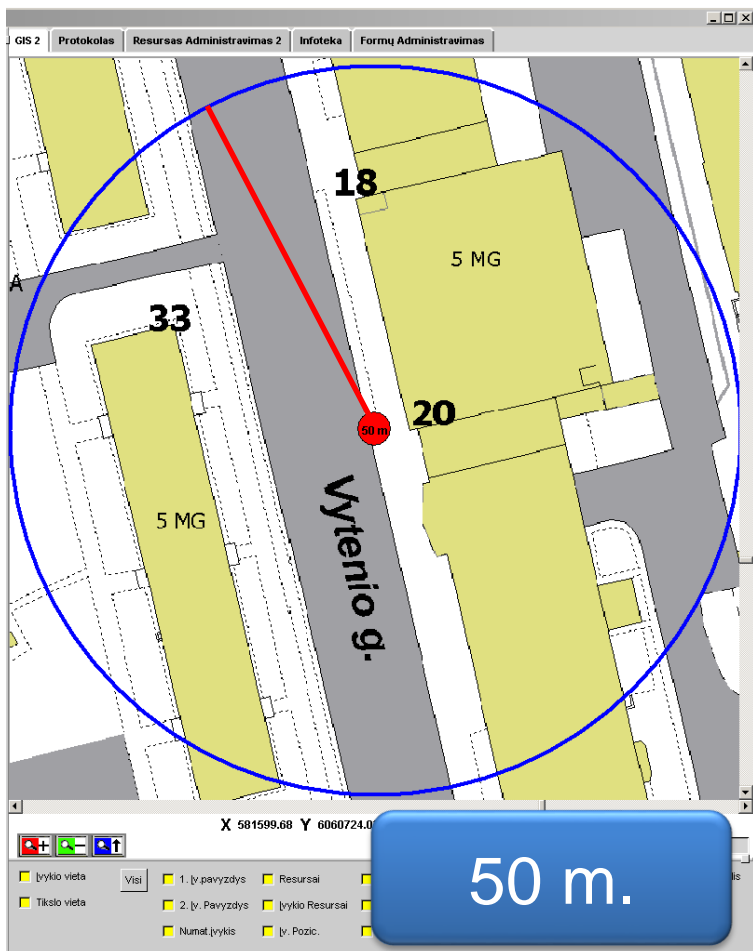 GIS 2 Protokolas Resursas Administravimas 2 Infoteka Formų Administravimas
18
5 MG
A
33
20
50 m
5 MG
Vytenio g.
X 581599.68 Y 6060724.0
50 m.
Įvykio vieta Visi 1. Įv.pavyzdys Resursai
Tikslo vieta 2. Įv. Pavyzdys Įvykio Resursai
Numat.įvykis Įv. Pozic.